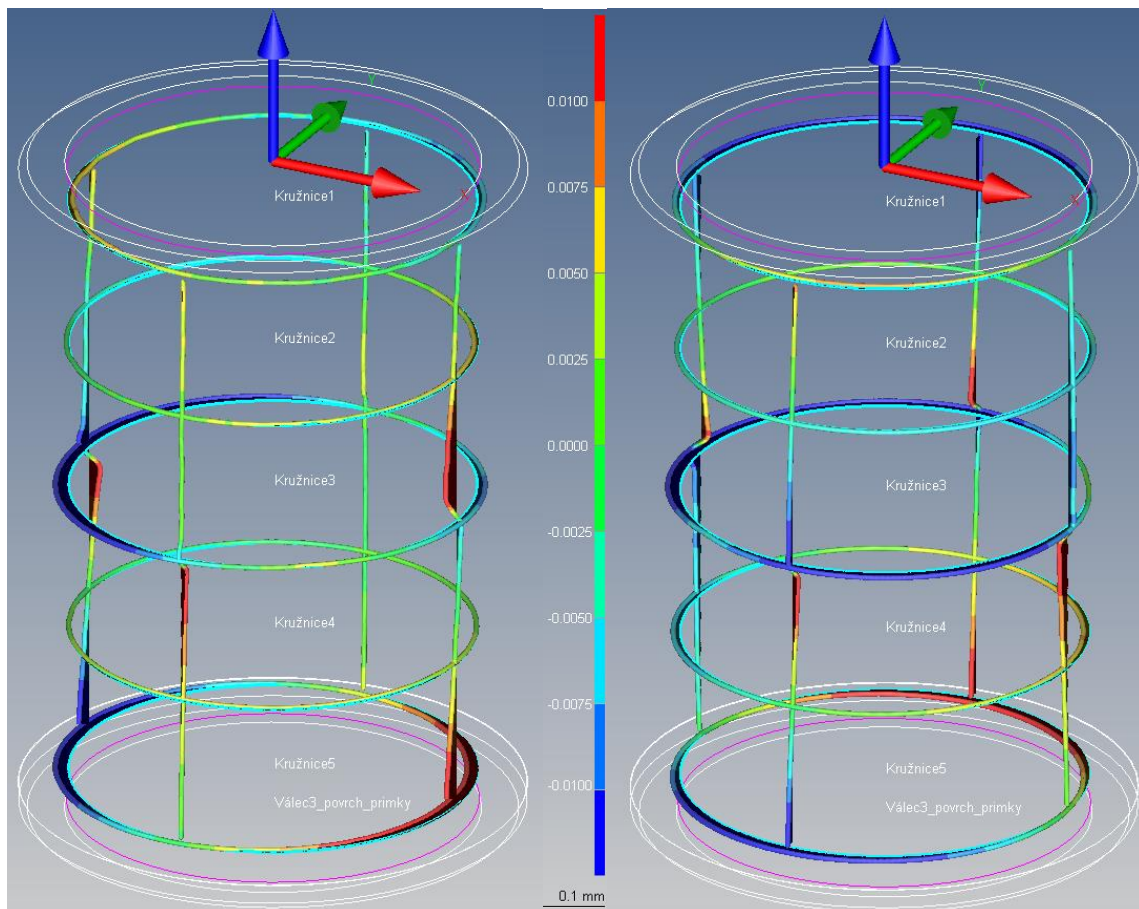 Y
X
Kružnice1
Kružnice2
Kružnice3
Kružnice4
Kružnice5
Válec3_povrch_primky
0.0100
0.0075
0.0050
0.0025
0.0000
-0.0025
-0.0050
-0.0075
-0.0100
0.1 mm
Y
X
Kružnice1
Kružnice2
Kružnice3
Kružnice4
Kružnice5
Válec3_povrch_primky